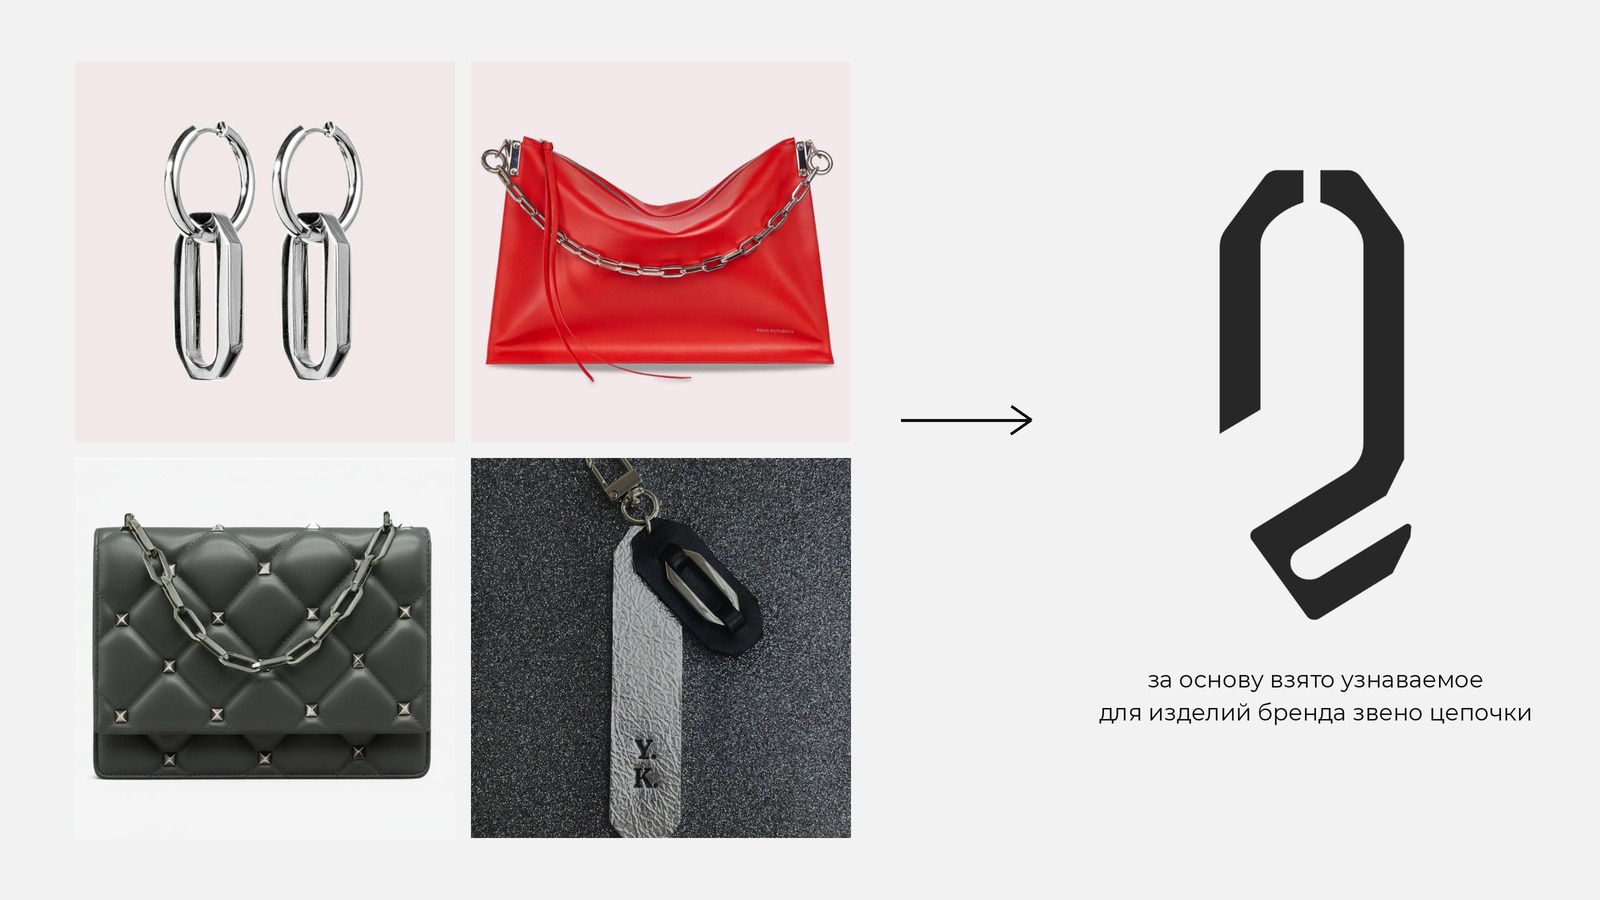 Y.
K.
за основу взято узнаваемое
для изделий бренда звено цепочки